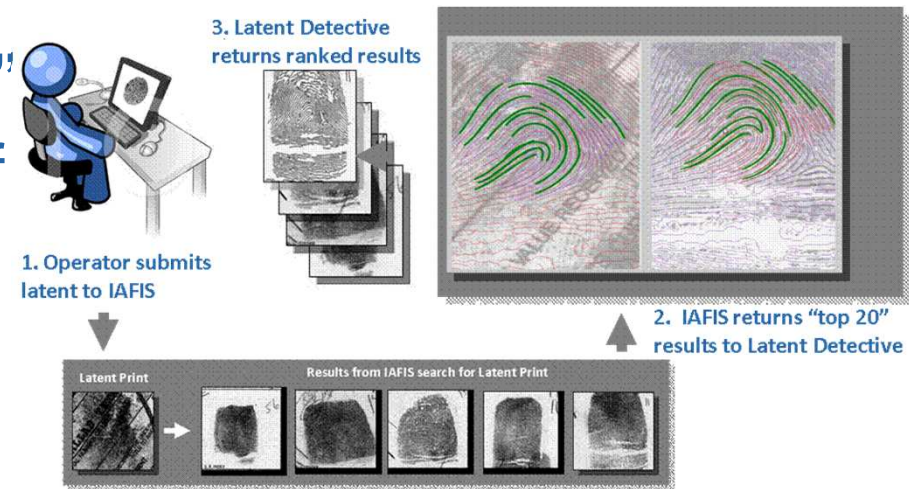 3. Latent Detective
returns ranked results
1. Operator submits
latent to IAFIS
2. IAFIS returns “top 20”
results to Latent Detective
Latent Print
Results from IAFIS search for Latent Print